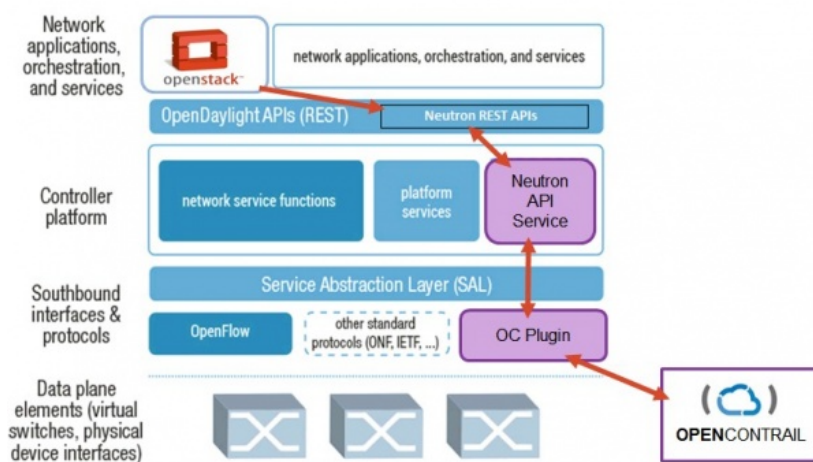 Network
applications,
orchestration,
and services
openstack™
network applications, orchestration, and services
OpenDaylight APIs (REST)
Neutron REST APIs
Controller
platform
network service functions
platform
services
Neutron
API
Service
Southbound
interfaces &
protocols
Service Abstraction Layer (SAL)
OpenFlow
other standard
protocols (ONF, IETF, ...)
OC Plugin
Data plane
elements (virtual
switches, physical
device interfaces)
OPENCONTRAIL